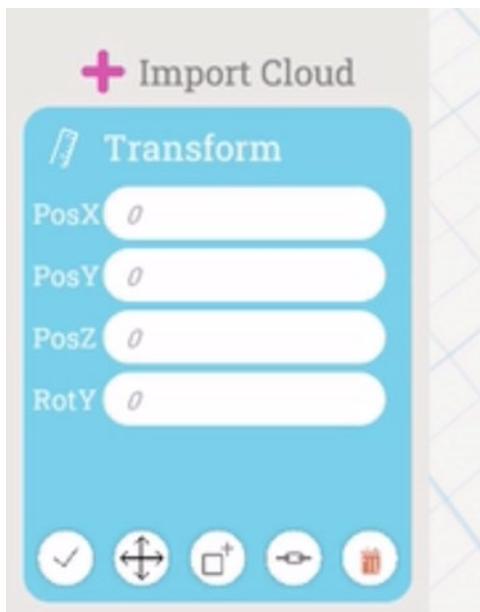 Import Cloud
Transform
PosX 0
PosY 0
PosZ 0
RotY 0